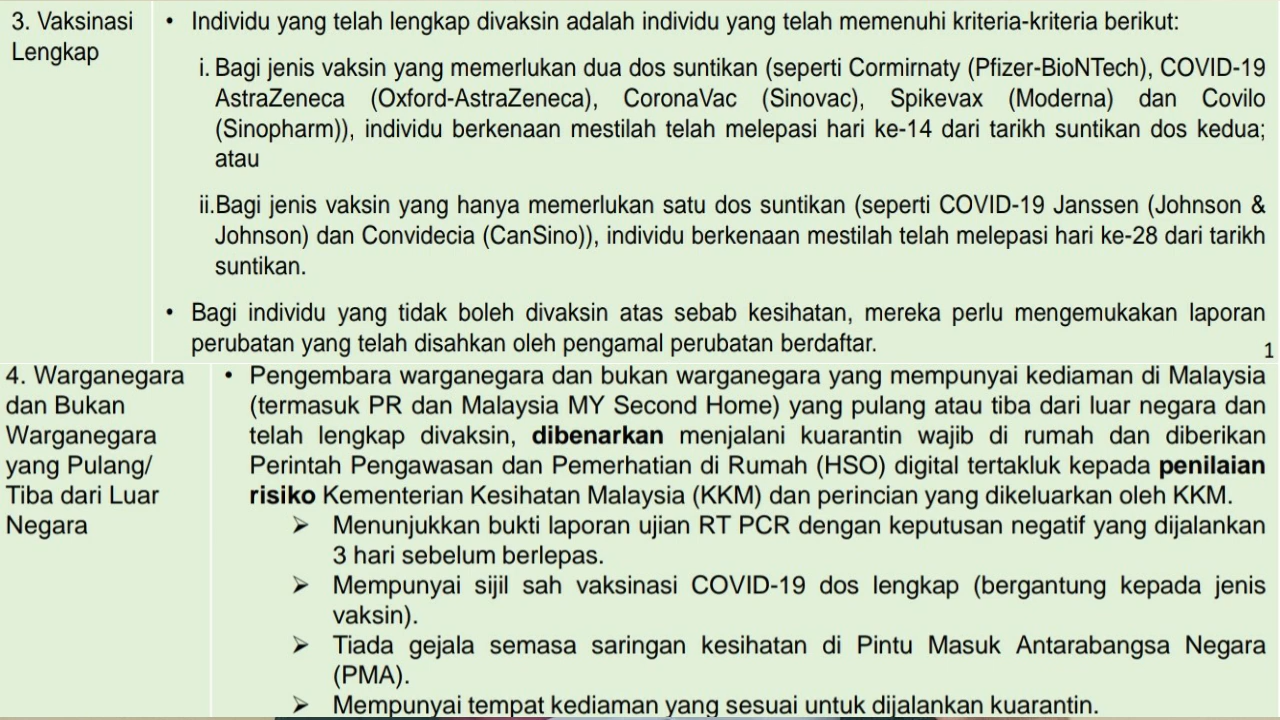 3. Vaksinasi
Lengkap
• Individu yang telah lengkap divaksin adalah individu yang telah memenuhi kriteria-kriteria berikut:
i. Bagi jenis vaksin yang memerlukan dua dos suntikan (seperti Cormirnaty (Pfizer-BioNTech), COVID-19
AstraZeneca (Oxford-AstraZeneca), CoronaVac (Sinovac), Spikevax (Moderna) dan Covilo
(Sinopharm)), individu berkenaan mestilah telah melepasi hari ke-14 dari tarikh suntikan dos kedua;
atau
ii.Bagi jenis vaksin yang hanya memerlukan satu dos suntikan (seperti COVID-19 Janssen (Johnson &
Johnson) dan Convidecia (CanSino)), individu berkenaan mestilah telah melepasi hari ke-28 dari tarikh
suntikan.
• Bagi individu yang tidak boleh divaksin atas sebab kesihatan, mereka perlu mengemukakan laporan
perubatan yang telah disahkan oleh pengamal perubatan berdaftar.
1
4. Warganegara
dan Bukan
Warganegara
yang Pulang/
Tiba dari Luar
Negara
• Pengembara warganegara dan bukan warganegara yang mempunyai kediaman di Malaysia
(termasuk PR dan Malaysia MY Second Home) yang pulang atau tiba dari luar negara dan
telah lengkap divaksin, dibenarkan menjalani kuarantin wajib di rumah dan diberikan
Perintah Pengawasan dan Pemerhatian di Rumah (HSO) digital tertakluk kepada penilaian
risiko Kementerian Kesihatan Malaysia (KKM) dan perincian yang dikeluarkan oleh KKM.
➢ Menunjukkan bukti laporan ujian RT PCR dengan keputusan negatif yang dijalankan
3 hari sebelum berlepas.
➢ Mempunyai sijil sah vaksinasi COVID-19 dos lengkap (bergantung kepada jenis
vaksin).
➢ Tiada gejala semasa saringan kesihatan di Pintu Masuk Antarabangsa Negara
(PMA).
➢ Mempunyai tempat kediaman yang sesuai untuk dijalankan kuarantin.